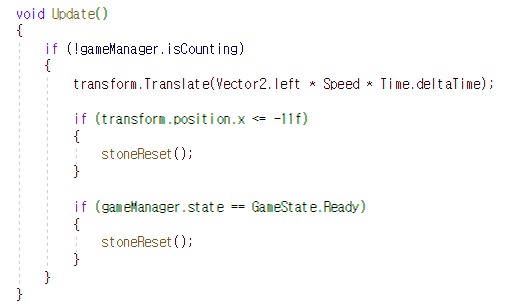 void Update()
{
if (!gameManager.isCounting)
{
transform.Translate(Vector2.left * Speed * Time.deltaTime);
if (transform.position.x <= -11f)
{
stoneReset();
}
if (gameManager.state == GameState.Ready)
{
stoneReset();
}
}
}